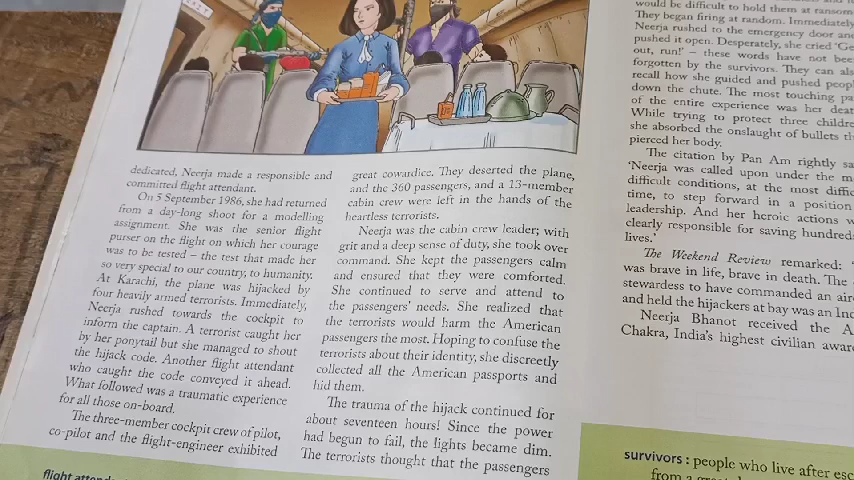 dedicated, Neerja made a responsible and
committed flight attendant.
On 5 September 1986, she had returned
from a day-long shoot for a modelling
assignment. She was the senior flight
purser on the flight on which her courage
was to be tested – the test that made her
so very special to our country, to humanity.
At Karachi, the plane was hijacked by
four heavily armed terrorists. Immediately,
Neerja rushed towards the cockpit to
inform the captain. A terrorist caught her
by her ponytail but she managed to shout
the hijack code. Another flight attendant
who caught the code conveyed it ahead.
What followed was a traumatic experience
for all those on-board.
The three-member cockpit crew of pilot,
co-pilot and the flight-engineer exhibited
great cowardice. They deserted the plane,
and the 360 passengers, and a 13-member
cabin crew were left in the hands of the
heartless terrorists.
Neerja was the cabin crew leader; with
grit and a deep sense of duty, she took over
command. She kept the passengers calm
and ensured that they were comforted.
She continued to serve and attend to
the passengers' needs. She realized that
the terrorists would harm the American
passengers the most. Hoping to confuse the
terrorists about their identity, she discreetly
collected all the American passports and
hid them.
The trauma of the hijack continued for
about seventeen hours! Since the power
had begun to fail, the lights became dim.
The terrorists thought that the passengers
would be difficult to hold them at ransom
They began firing at random. Immediately
Neerja rushed to the emergency door and
pushed it open. Desperately, she cried 'Ge
out, run!' – these words have not bee
forgotten by the survivors. They can als
recall how she guided and pushed peopl
down the chute. The most touching pa
of the entire experience was her deat
While trying to protect three childre
she absorbed the onslaught of bullets th
pierced her body.
The citation by Pan Am rightly sa
'Neerja was called upon under the m
difficult conditions, at the most diffic
time, to step forward in a position
leadership. And her heroic actions w
clearly responsible for saving hundred
lives.'
The Weekend Review remarked: '
was brave in life, brave in death. The
stewardess to have commanded an air
and held the hijackers at bay was an Inc
Neerja Bhanot received the A
Chakra, India's highest civilian awar
flight
survivors : people who live after esc
from a